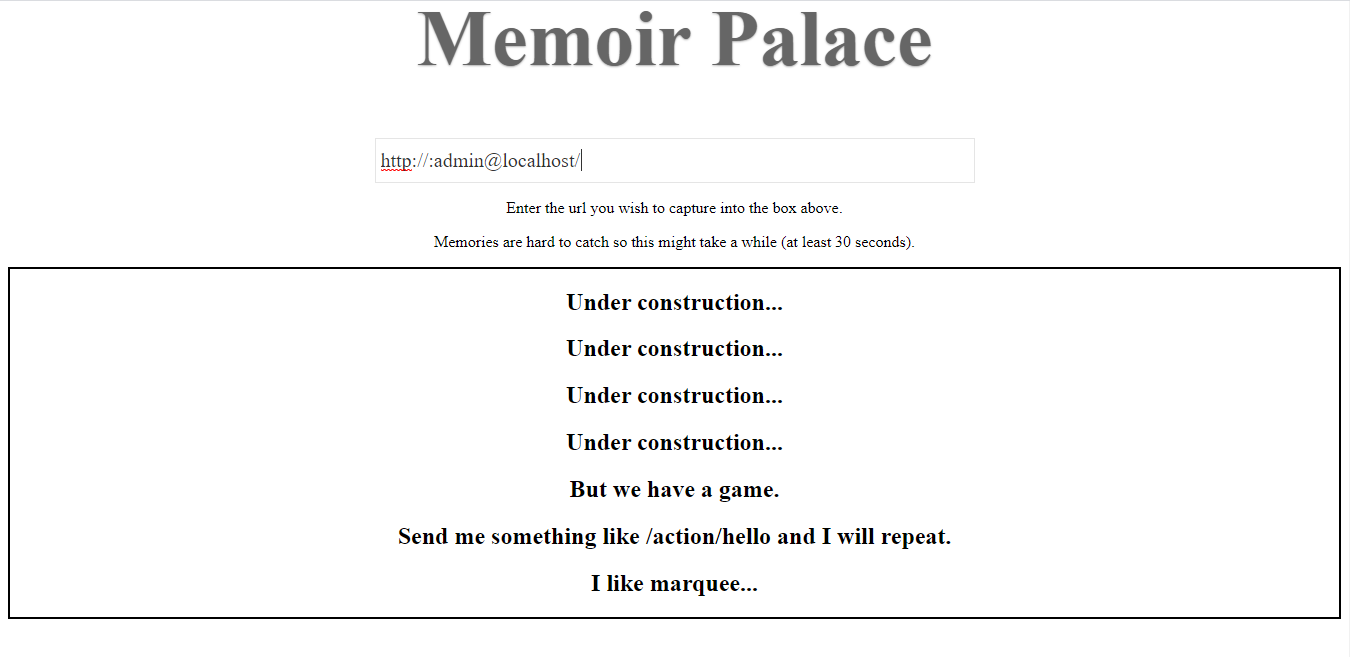 Memoir Palace
http://:admin@localhost/
Enter the url you wish to capture into the box above.
Memories are hard to catch so this might take a while (at least 30 seconds).
Under construction...
Under construction...
Under construction...
Under construction...
But we have a game.
Send me something like /action/hello and I will repeat.
I like marquee...